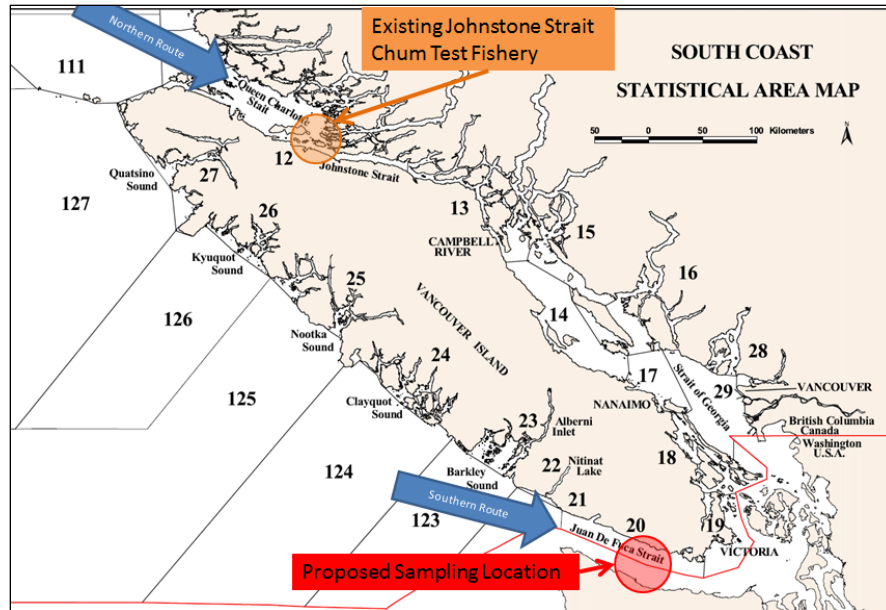 Northern Route
111
Existing Johnstone Strait
Chum Test Fishery
SOUTH COAST
STATISTICAL AREA MAP
50 0 50 100 Kilometers
N
Queen Charlotte
Stait
12
Johnstone Strait
Quatsino
Sound
27
127
26
13
CAMPBELL
RIVER
15
Kyuquot
Sound
16
126
25
VANCOUVER ISLAND
14
Nootka
Sound
24
28
125
17
Strait of Georgia
29
VANCOUVER
Clayquot
Sound
NANAIMO
23
Alberni
Inlet
British Columbia
Canada
Washington
U.S.A.
124
Barkley
Sound
22
Nitinat
Lake
18
Southern Route
123
21
20
19
Juan De Fuca Strait
VICTORIA
Proposed Sampling Location